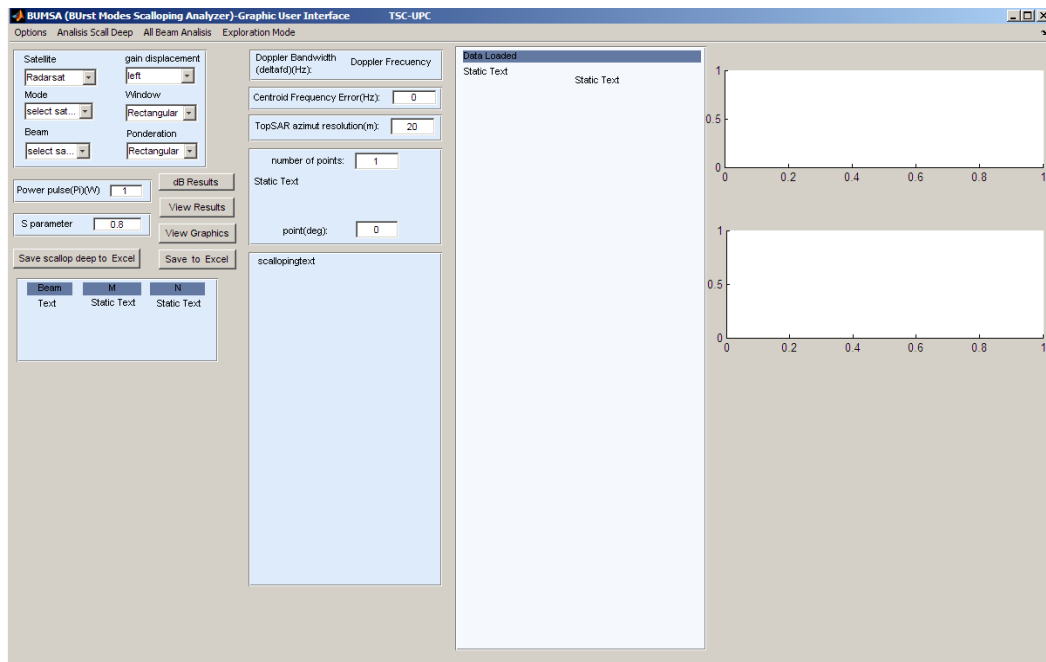 BUMSA (BUrst Modes Scalloping Analyzer)-Graphic User Interface TSC-UPC
Options Analisis Scall Deep All Beam Analisis Exploration Mode
Satellite gain displacement
Radarsat left
Mode Window
select sat... Rectangular
Beam Ponderation
select sa... Rectangular
Power pulse(Pi)(W) 1
dB Results
View Results
S parameter 0.8
View Graphics
Save scallop deep to Excel Save to Excel
Beam M N
Text Static Text Static Text
Doppler Bandwidth
(deltafd)(Hz): Doppler Frecuency
Centroid Frequency Error(Hz): 0
TopSAR azimut resolution(m): 20
number of points: 1
Static Text
point(deg): 0
scallopingtext
Data Loaded
Static Text
Static Text
1
0.5
0
0 0.2 0.4 0.6 0.8 1
1
0.5
0
0 0.2 0.4 0.6 0.8 1